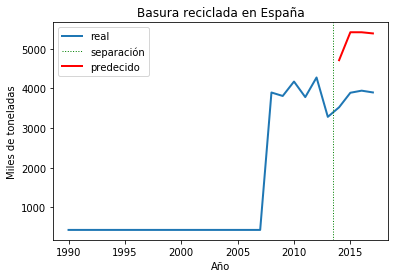 Basura reciclada en España
real
separación
predecido
Miles de toneladas
5000
4000
3000
2000
1000
1990
1995
2000
2005
2010
2015
Año